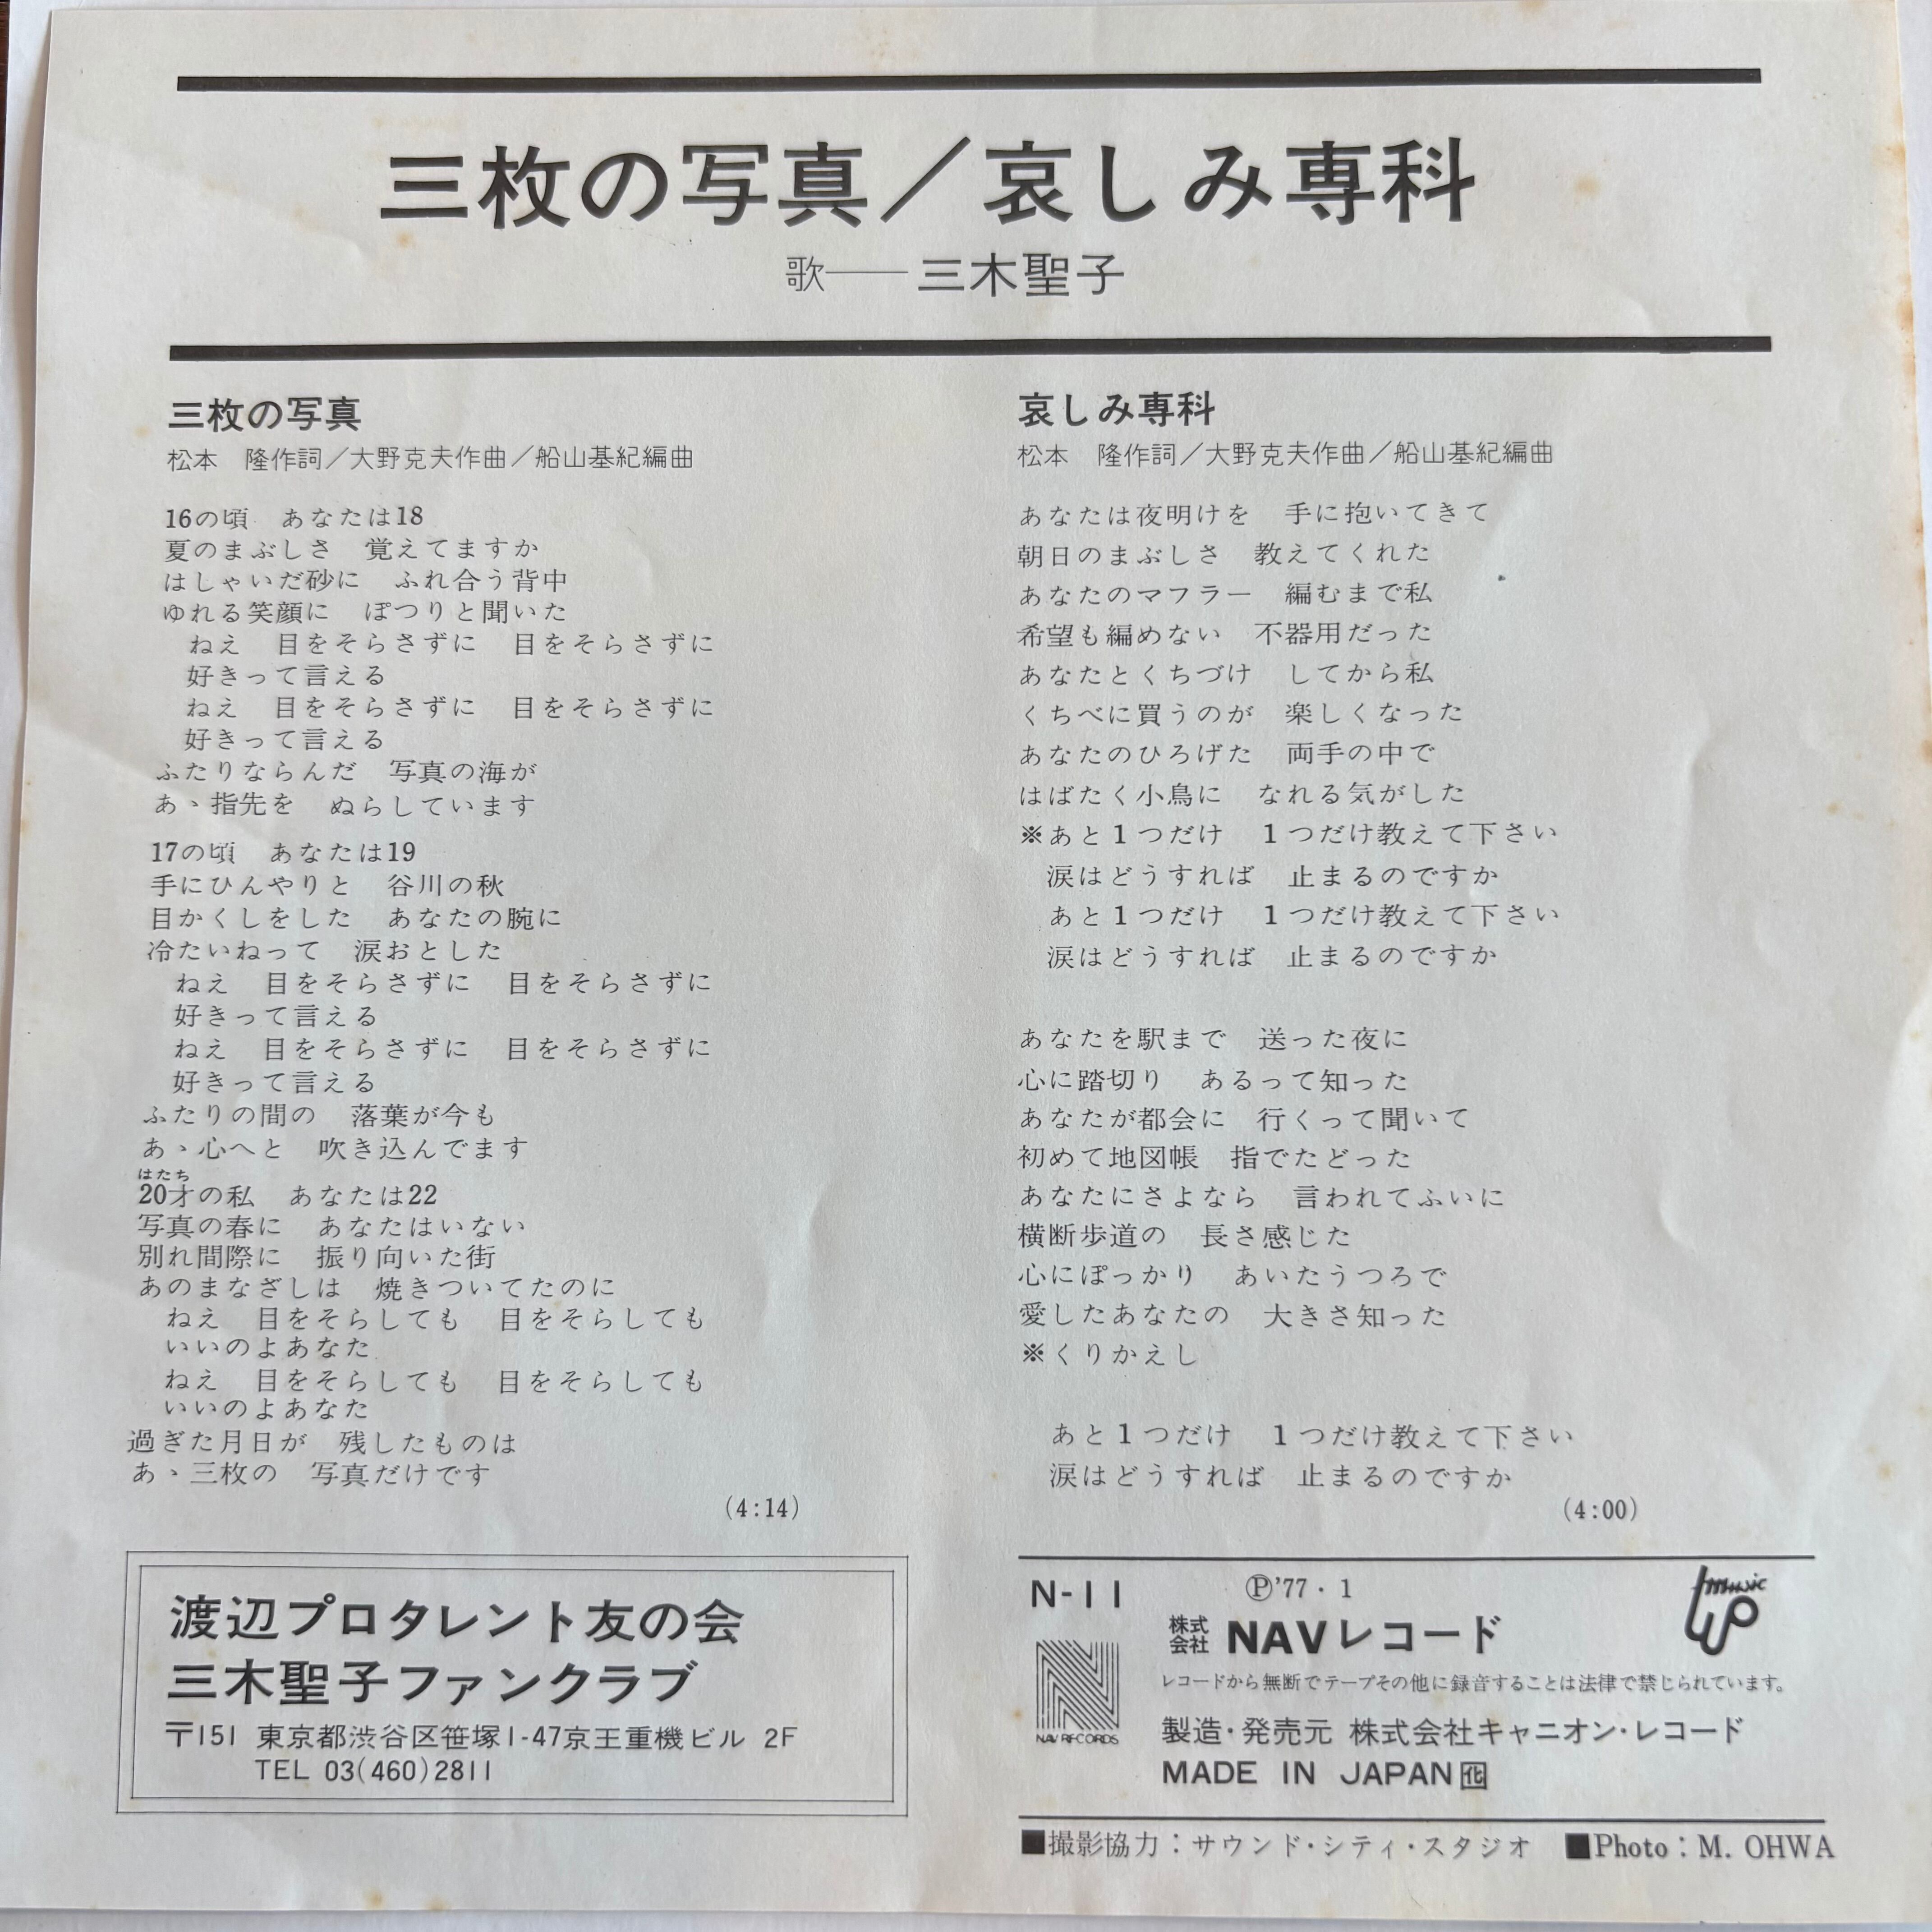 三枚の写真／哀しみ専科
歌——三木聖子
三枚の写真
松本　隆作詞／大野克夫作曲／船山基紀編曲
16の頃　あなたは18
夏のまぶしさ　覚えてますか
はしゃいだ砂に　ふれ合う背中
ゆれる笑顔に　ぽつりと聞いた
ねえ　目をそらさずに　目をそらさずに
好きって言える
ねえ　目をそらさずに　目をそらさずに
好きって言える
ふたりならんだ　写真の海が
あゝ指先を　ぬらしています
17の頃　あなたは19
手にひんやりと　谷川の秋
目かくしをした　あなたの腕に
冷たいねって　涙おとした
ねえ　目をそらさずに　目をそらさずに
好きって言える
ねえ　目をそらさずに　目をそらさずに
好きって言える
ふたりの間の　落葉が今も
あゝ心へと　吹き込んでます
はたち
20才の私　あなたは22
写真の春に　あなたはいない
別れ間際に　振り向いた街
あのまなざしは　焼きついてたのに
ねえ　目をそらしても　目をそらしても
いいのよあなた
ねえ　目をそらしても　目をそらしても
いいのよあなた
過ぎた月日が　残したものは
あゝ三枚の　写真だけです
(4:14)
渡辺プロタレント友の会
三木聖子ファンクラブ
〒151 東京都渋谷区笹塚1-47京王重機ビル 2F
TEL 03(460)2811
哀しみ専科
松本　隆作詞／大野克夫作曲／船山基紀編曲
あなたは夜明けを　手に抱いてきて
朝日のまぶしさ　教えてくれた
あなたのマフラー　編むまで私
希望も編めない　不器用だった
あなたとくちづけ　してから私
くちべに買うのが　楽しくなった
あなたのひろげた　両手の中で
はばたく小鳥に　なれる気がした
※あと1つだけ　1つだけ教えて下さい
涙はどうすれば　止まるのですか
あと1つだけ　1つだけ教えて下さい
涙はどうすれば　止まるのですか
あなたを駅まで　送った夜に
心に踏切り　あるって知った
あなたが都会に　行くって聞いて
初めて地図帳　指でたどった
あなたにさよなら　言われてふいに
横断歩道の　長さ感じた
心にぽっかり　あいたうつろで
愛したあなたの　大きさ知った
※くりかえし
あと1つだけ　1つだけ教えて下さい
涙はどうすれば　止まるのですか
(4:00)
N-11　Ⓟ'77・1
music up
株式会社 NAVレコード
レコードから無断でテープその他に録音することは法律で禁じられています。
NAV RECORDS
製造・発売元 株式会社キャニオン・レコード
MADE IN JAPAN 化
■撮影協力：サウンド・シティ・スタジオ　■Photo：M. OHWA